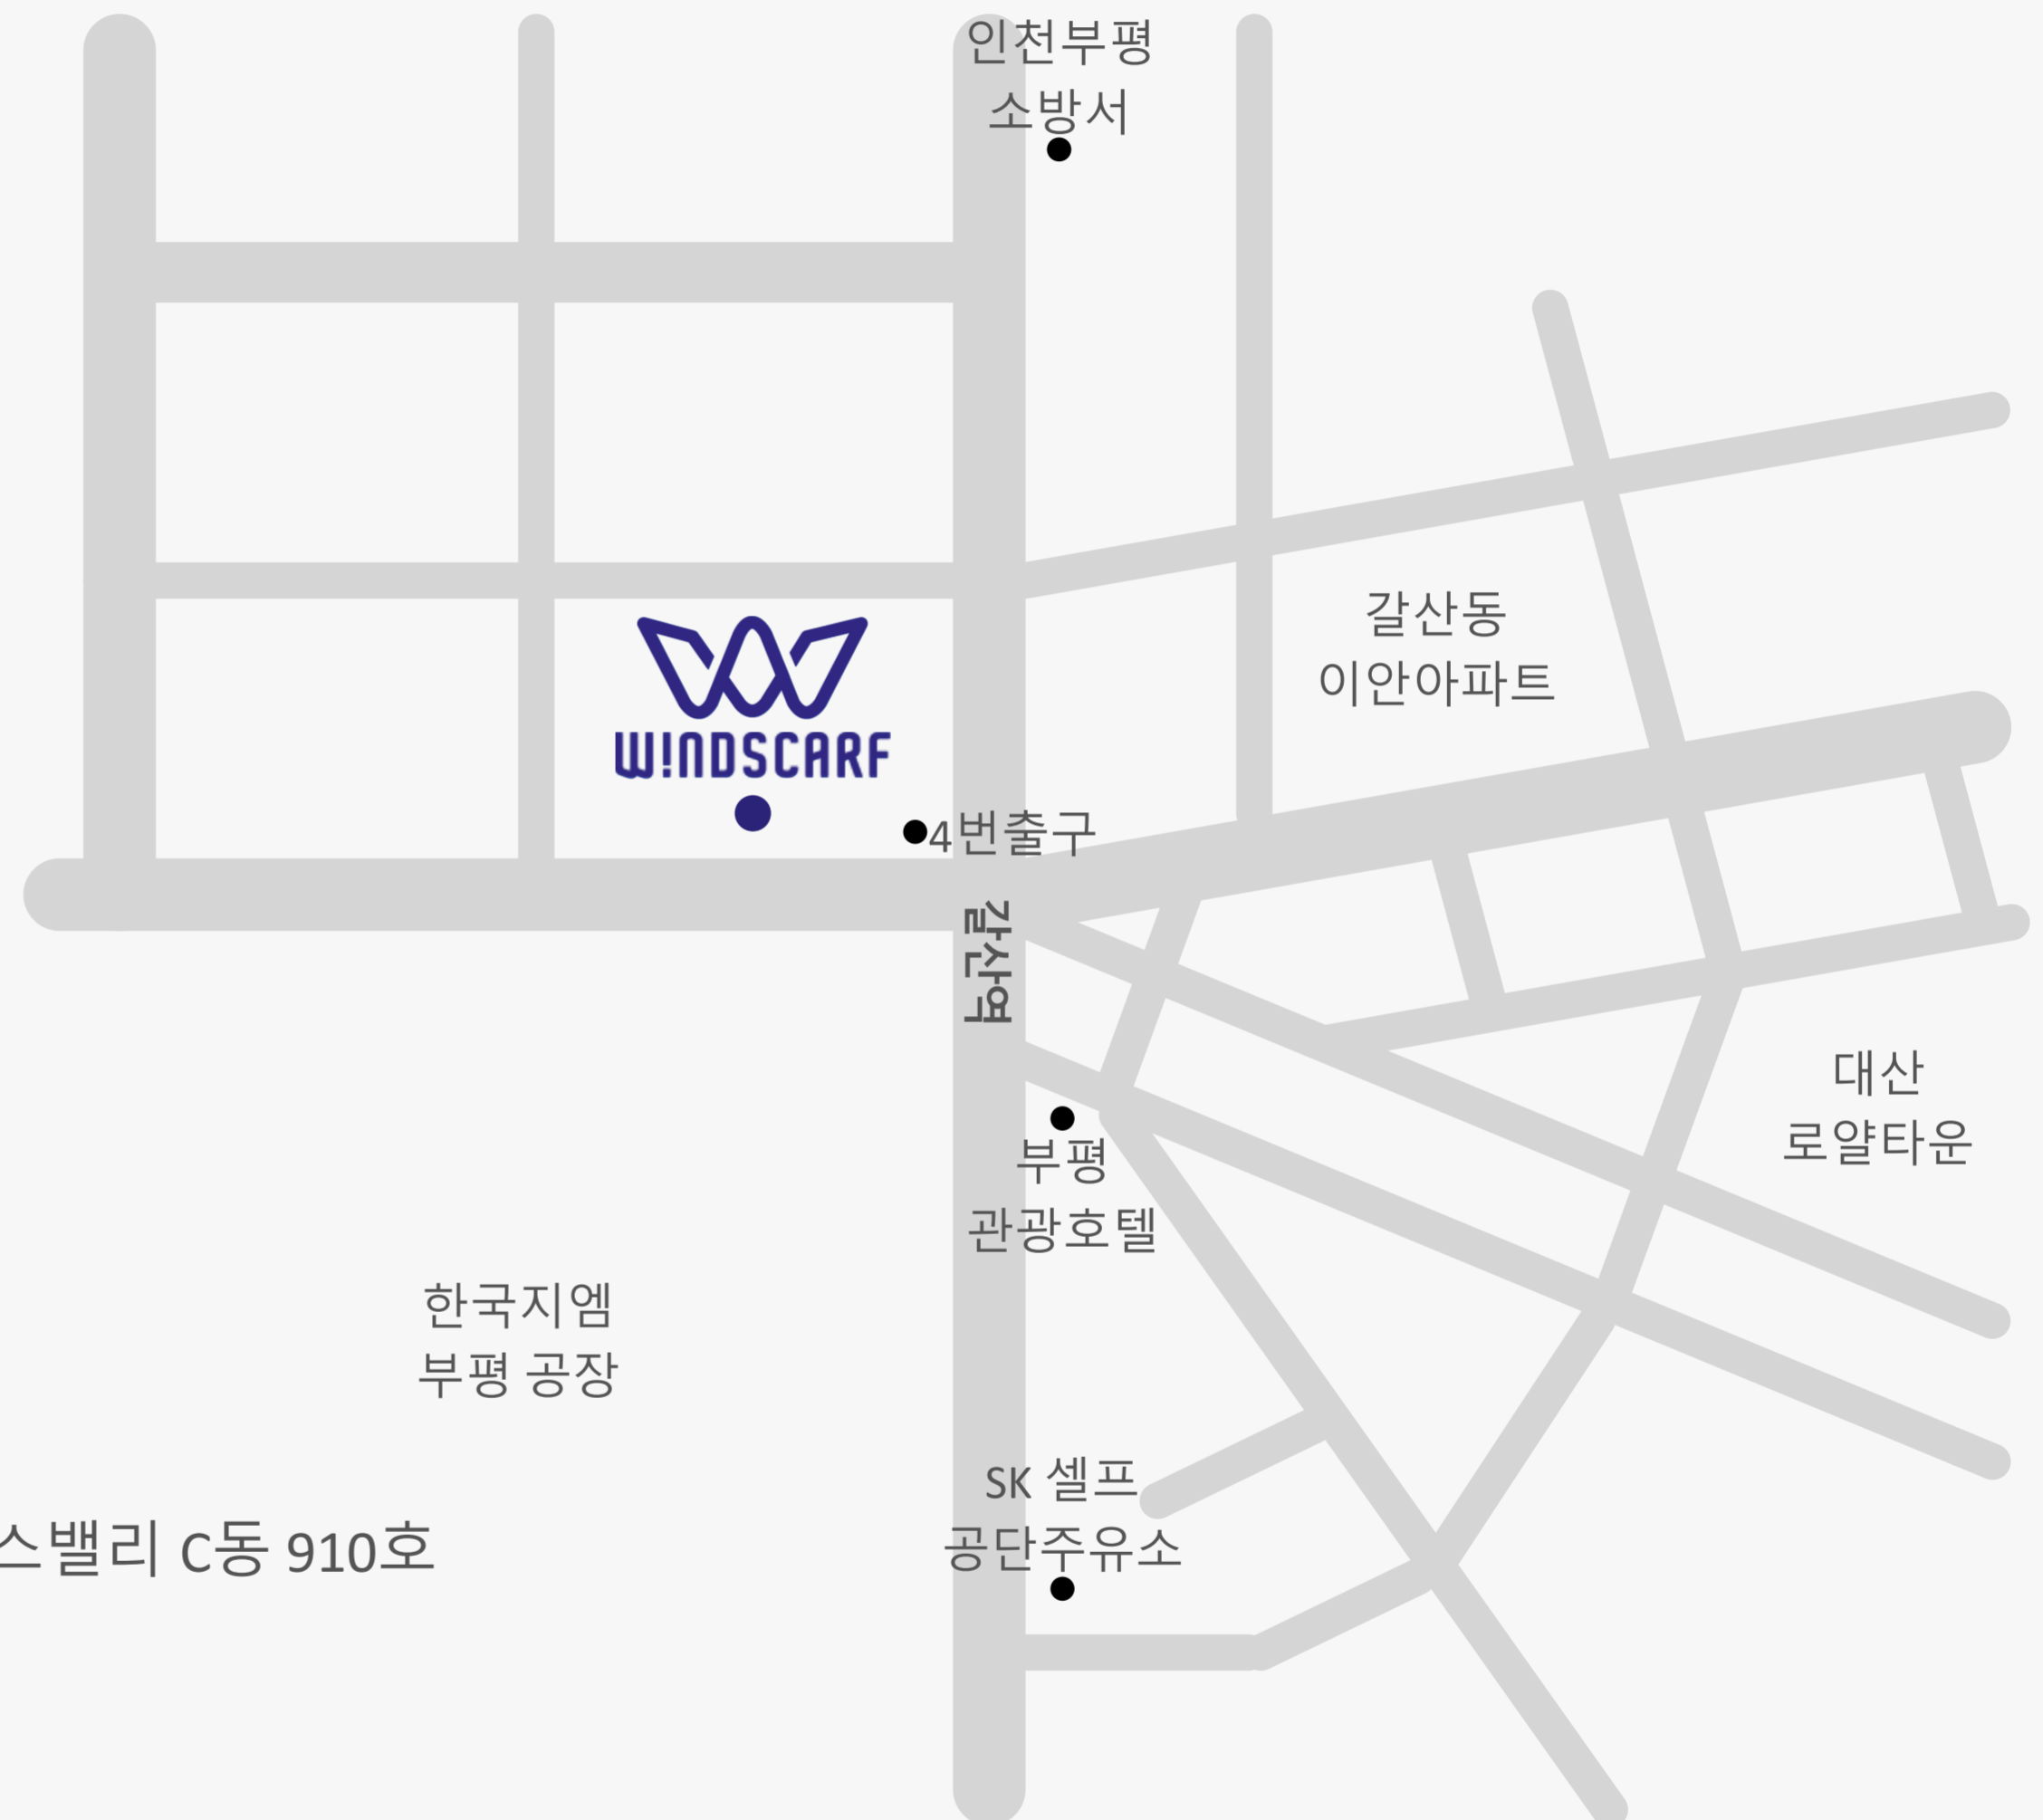 인천부평
소방서
갈산동
이안아파트
W!NDSCARF
4번출구
갈산역
대산
로얄타운
부평
관광호텔
한국지엠
부평 공장
SK 셀프
공단주유소
스밸리 C동 910호